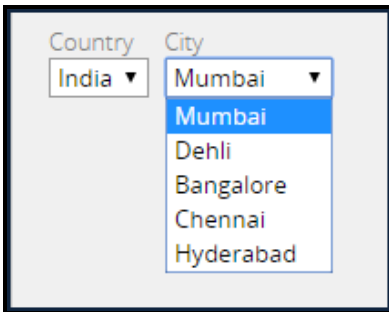 Country City
India Mumbai
Mumbai
Dehli
Bangalore
Chennai
Hyderabad